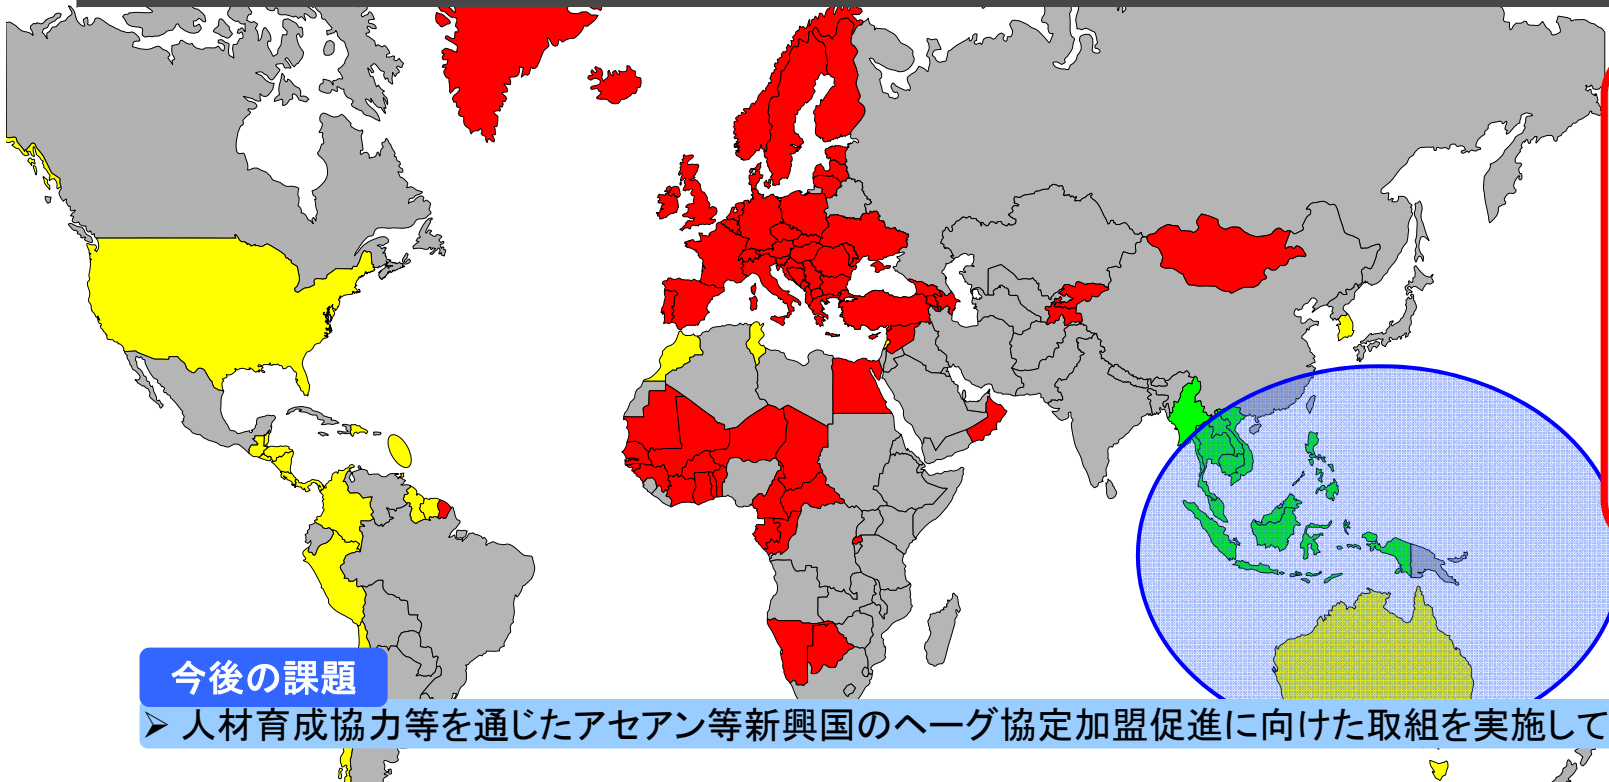 今後の課題
➢ 人材育成協力等を通じたアセアン等新興国のヘーグ協定加盟促進に向けた取組を実施して